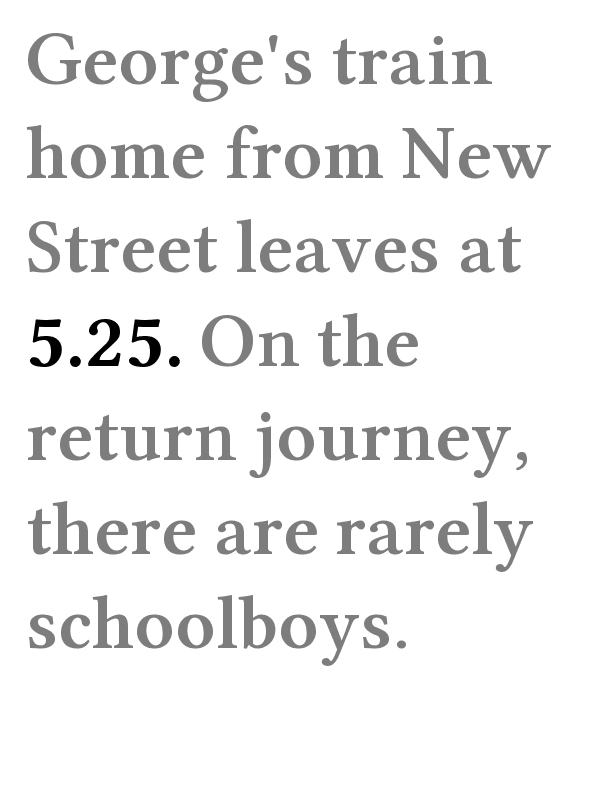 George's train
home from New
Street leaves at
5.25. On the
return journey,
there are rarely
schoolboys.